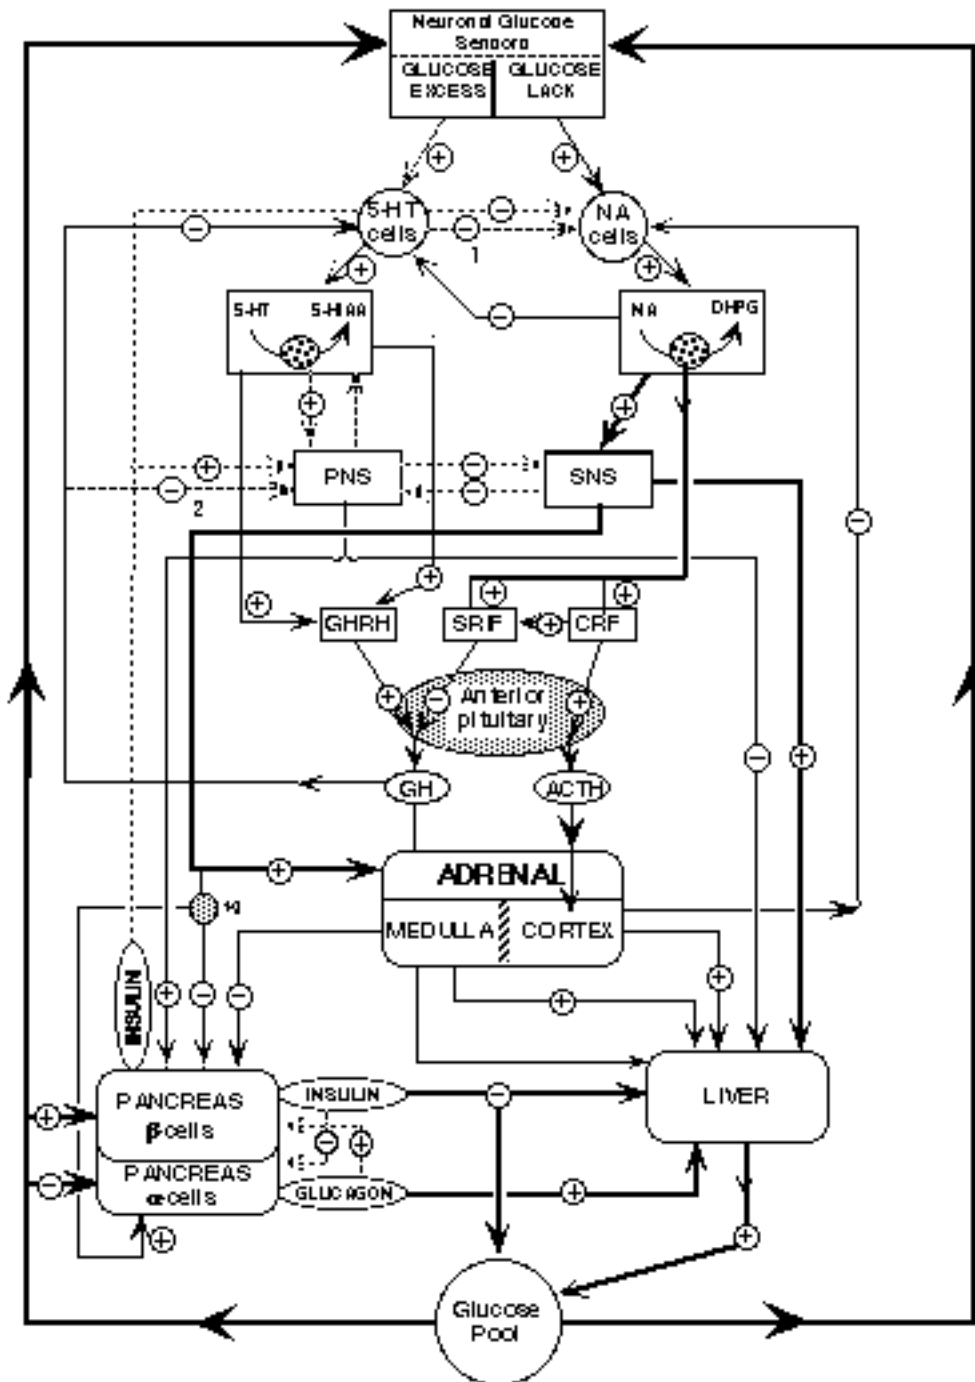 Neuronal Glucose
Sensors
GLUCOSE
EXCESS
GLUCOSE
LACK
+
+
5-HT
cells
NA
cells
−
−
−
1
+
+
5-HT
5-HIAA
NA
DHPG
−
+
+
PNS
SNS
+
−
−
−
2
−
+
+
+
+
GHRH
SRIF
+
CRF
+
−
+
Anterior
pituitary
−
+
GH
ACTH
+
ADRENAL
MEDULLA
CORTEX
INSULIN
+
−
−
+
+
PANCREAS
β-cells
INSULIN
−
LIVER
+
−
+
−
PANCREAS
α-cells
GLUCAGON
+
+
+
Glucose
Pool